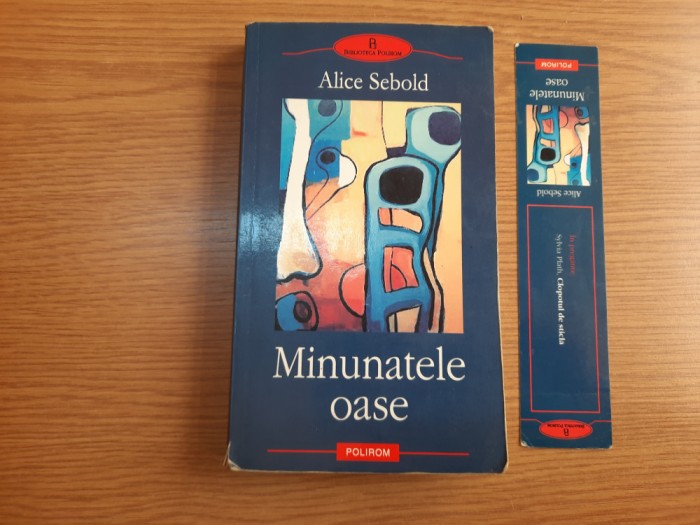 BIBLIOTECA POLIROM
Alice Sebold
Minunatele
oase
POLIROM
POLIROM
Minunatele
oase
Alice Sebold
În pregătire:
Sylvia Plath, Clopotul de sticlă
BIBLIOTECA POLIROM